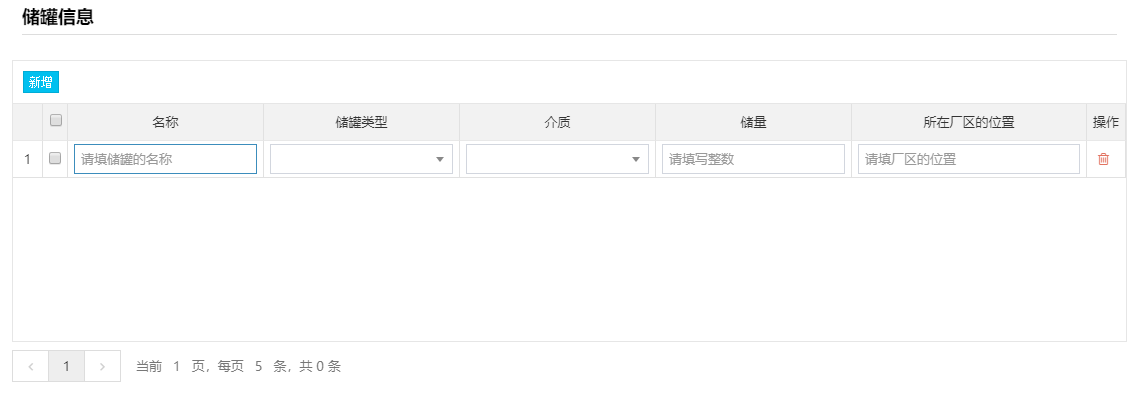 储罐信息
新增
名称 储罐类型 介质 储量 所在厂区的位置 操作
1 请填储罐的名称 请填写整数 请填厂区的位置
1 当前 1 页，每页 5 条，共 0 条